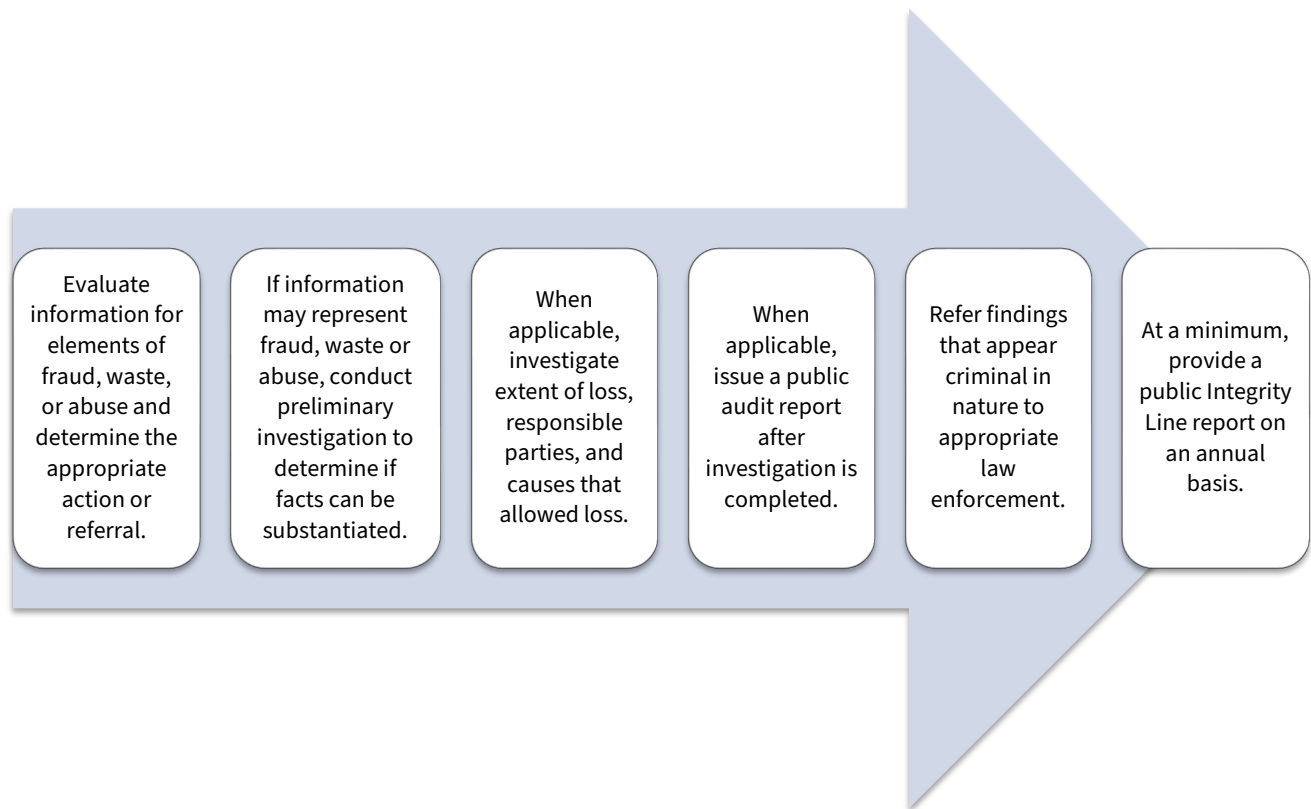 Evaluate
information for
elements of
fraud, waste,
or abuse and
determine the
appropriate
action or
referral.
If information
may represent
fraud, waste or
abuse, conduct
preliminary
investigation to
determine if
facts can be
substantiated.
When
applicable,
investigate
extent of loss,
responsible
parties, and
causes that
allowed loss.
When
applicable,
issue a public
audit report
after
investigation is
completed.
Refer findings
that appear
criminal in
nature to
appropriate
law
enforcement.
At a minimum,
provide a
public Integrity
Line report on
an annual
basis.